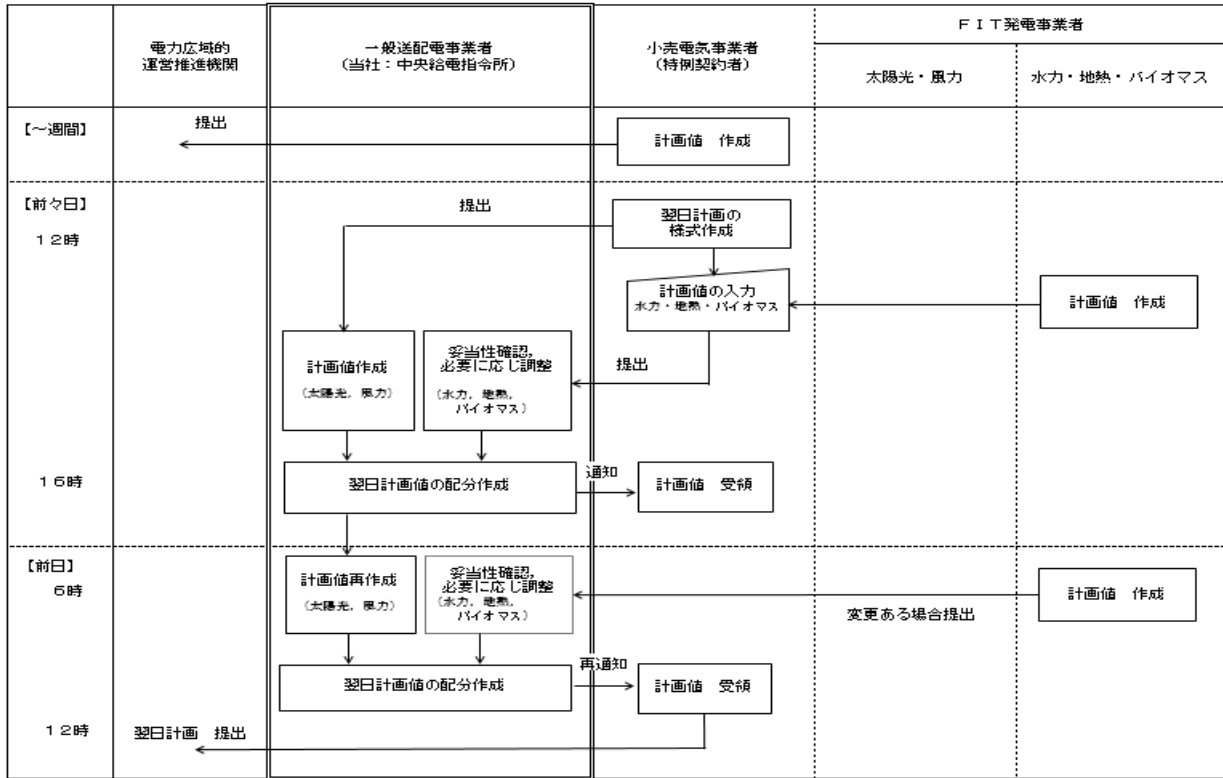 電力広域的
運営推進機関
一般送配電事業者
(当社：中央給電指令所)
小売電気事業者
(特例契約者)
ＦＩＴ発電事業者
太陽光・風力
水力・地熱・バイオマス
【～週間】
提出
計画値　作成
【前々日】
１２時
提出
翌日計画の
様式作成
計画値の入力
水力・地熱・バイオマス
計画値　作成
計画値作成
(太陽光，風力)
妥当性確認，
必要に応じ調整
(水力，地熱，
バイオマス)
提出
１６時
翌日計画値の配分作成
通知
計画値　受領
【前日】
６時
計画値再作成
(太陽光，風力)
妥当性確認，
必要に応じ調整
(水力，地熱，
バイオマス)
計画値　作成
変更ある場合提出
翌日計画値の配分作成
再通知
計画値　受領
１２時
翌日計画　提出